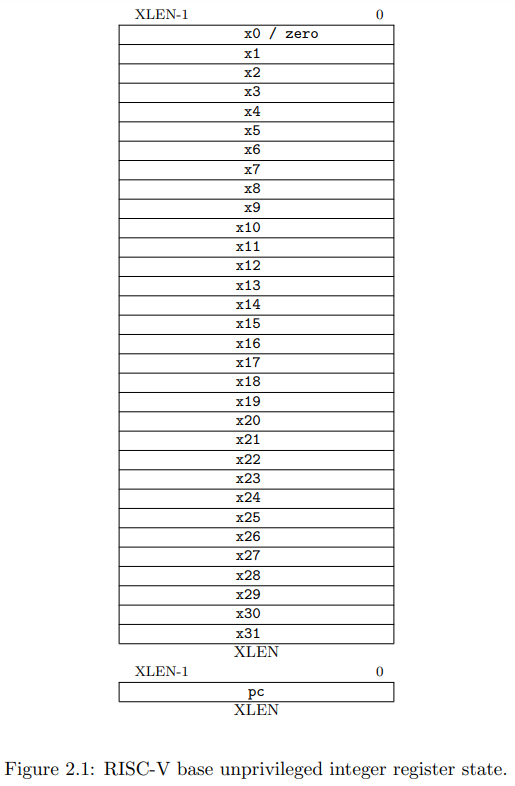 XLEN-1 0
x0 / zero
x1
x2
x3
x4
x5
x6
x7
x8
x9
x10
x11
x12
x13
x14
x15
x16
x17
x18
x19
x20
x21
x22
x23
x24
x25
x26
x27
x28
x29
x30
x31
XLEN
XLEN-1 0
pc
XLEN
Figure 2.1: RISC-V base unprivileged integer register state.